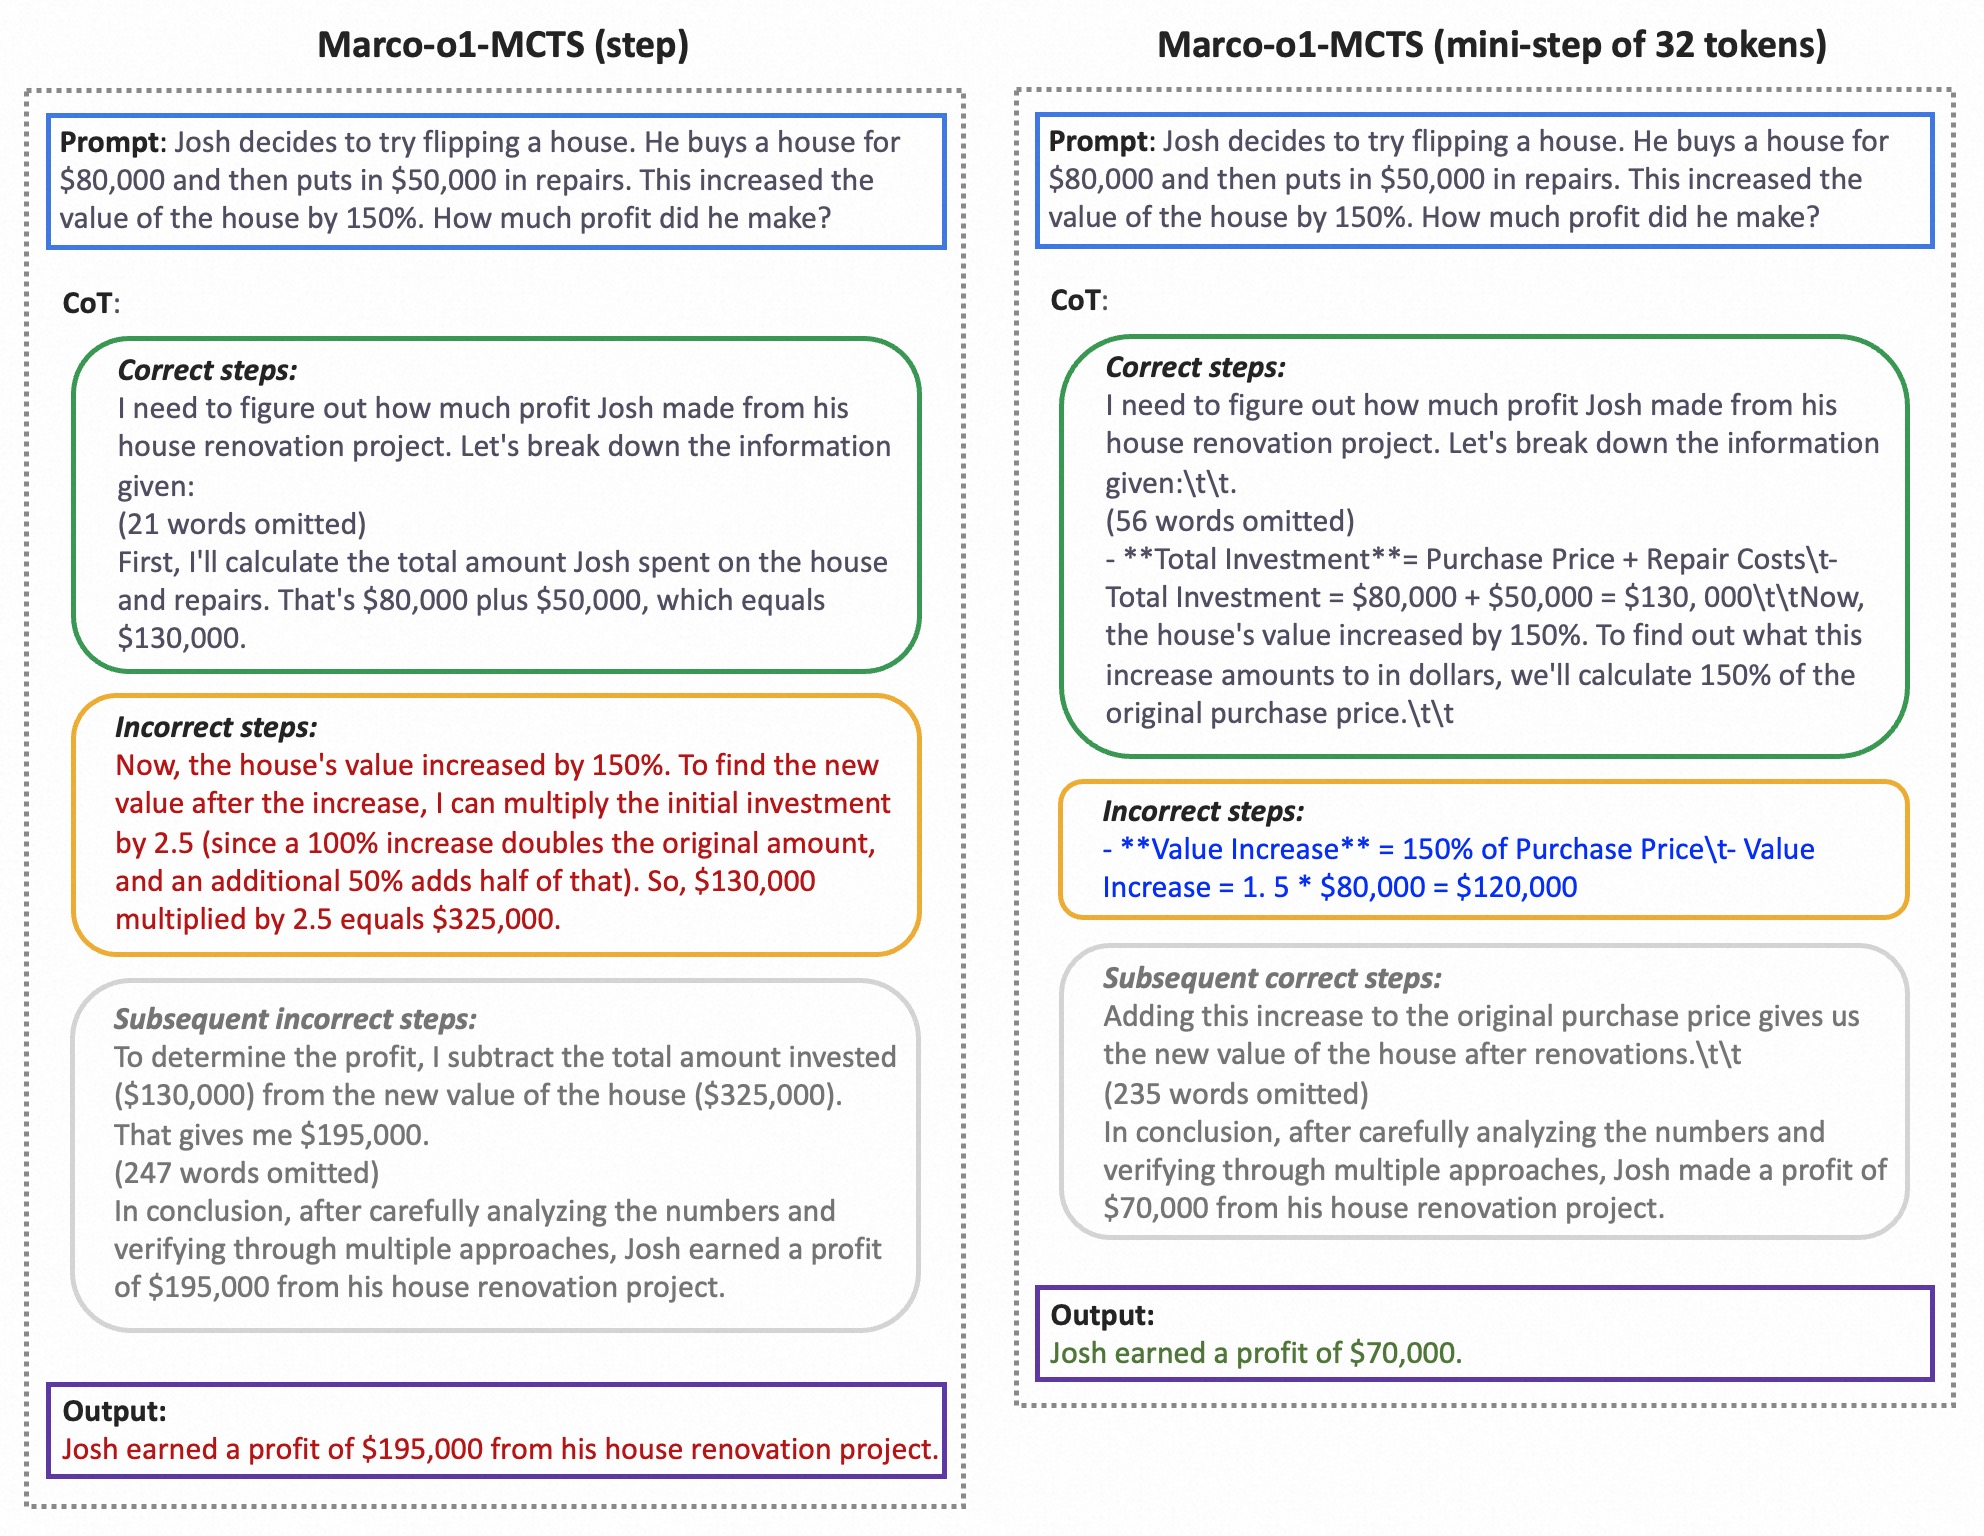 Marco-o1-MCTS (step)
Prompt: Josh decides to try flipping a house. He buys a house for
$80,000 and then puts in $50,000 in repairs. This increased the
value of the house by 150%. How much profit did he make?
CoT:
Correct steps:
I need to figure out how much profit Josh made from his
house renovation project. Let's break down the information
given:
(21 words omitted)
First, I'll calculate the total amount Josh spent on the house
and repairs. That's $80,000 plus $50,000, which equals
$130,000.
Incorrect steps:
Now, the house's value increased by 150%. To find the new
value after the increase, I can multiply the initial investment
by 2.5 (since a 100% increase doubles the original amount,
and an additional 50% adds half of that). So, $130,000
multiplied by 2.5 equals $325,000.
Subsequent incorrect steps:
To determine the profit, I subtract the total amount invested
($130,000) from the new value of the house ($325,000).
That gives me $195,000.
(247 words omitted)
In conclusion, after carefully analyzing the numbers and
verifying through multiple approaches, Josh earned a profit
of $195,000 from his house renovation project.
Output:
Josh earned a profit of $195,000 from his house renovation project.
Marco-o1-MCTS (mini-step of 32 tokens)
Prompt: Josh decides to try flipping a house. He buys a house for
$80,000 and then puts in $50,000 in repairs. This increased the
value of the house by 150%. How much profit did he make?
CoT:
Correct steps:
I need to figure out how much profit Josh made from his
house renovation project. Let's break down the information
given:\t\t.
(56 words omitted)
- **Total Investment**= Purchase Price + Repair Costs\t-
Total Investment = $80,000 + $50,000 = $130, 000\t\tNow,
the house's value increased by 150%. To find out what this
increase amounts to in dollars, we'll calculate 150% of the
original purchase price.\t\t
Incorrect steps:
- **Value Increase** = 150% of Purchase Price\t- Value
Increase = 1. 5 * $80,000 = $120,000
Subsequent correct steps:
Adding this increase to the original purchase price gives us
the new value of the house after renovations.\t\t
(235 words omitted)
In conclusion, after carefully analyzing the numbers and
verifying through multiple approaches, Josh made a profit of
$70,000 from his house renovation project.
Output:
Josh earned a profit of $70,000.